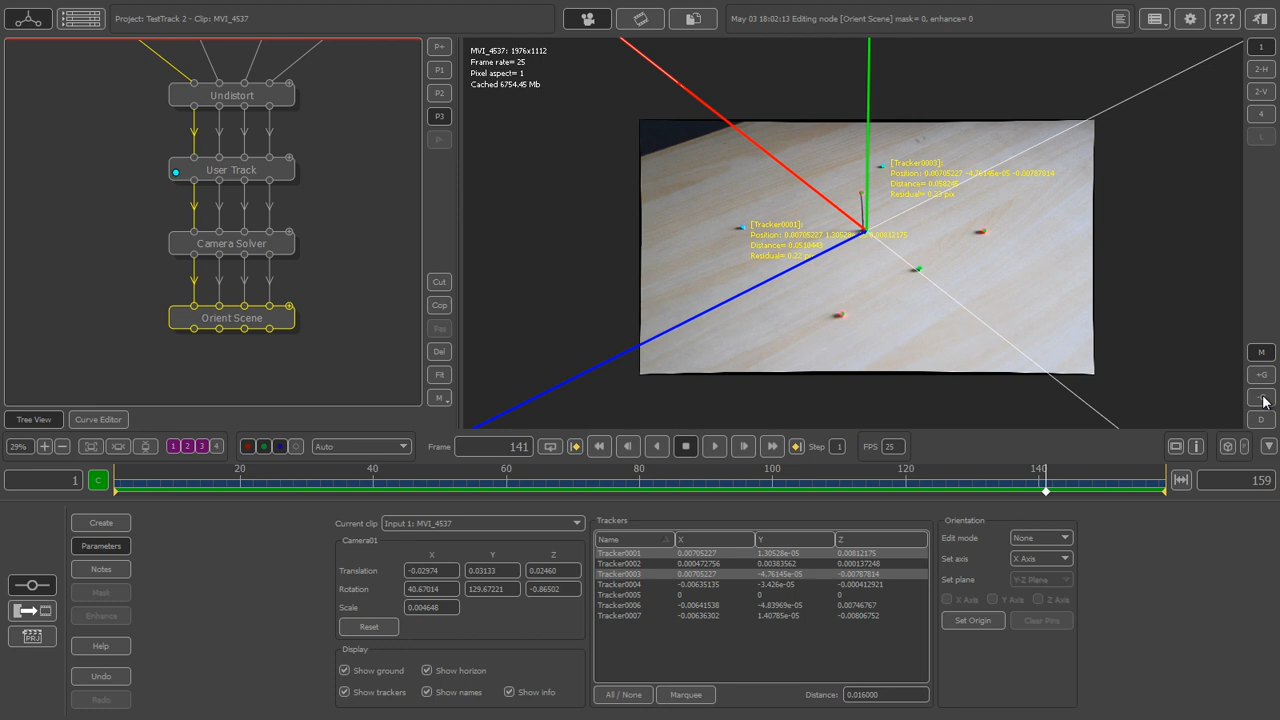 Project: TestTrack 2 - Clip: MVI_4537
May 03 18:02:13 Editing node [Orient Scene] mask= 0, enhance= 0
???
P+
P1
P2
P3
P-
Cut
Cop
Pas
Del
Fit
M
Undistort
User Track
Camera Solver
Orient Scene
MVI_4537: 1976x1112
Frame rate= 25
Pixel aspect= 1
Cached 6754.45 Mb
[Tracker0003]:
Position: 0.00705227 -4.76145e-05 -0.00787814
Distance= 0.058245
Residual= 0.23 pix
[Tracker0001]:
Position: 0.00705227 1.30528e-05 0.00812175
Distance= 0.0510443
Residual= 0.22 pix
1
2-H
2-V
4
L
M
+G
D
Tree View
Curve Editor
29%
1 2 3 4
Auto
Frame 141
Step 1
FPS 25
20 40 60 80 100 120 140
1
C
159
Create
Parameters
Notes
Mask
Enhance
Help
Undo
Redo
PRJ
Current clip Input 1: MVI_4537
Camera01
X Y Z
Translation -0.02974 0.03133 0.02460
Rotation 40.67014 129.67221 -0.86502
Scale 0.004648
Reset
Display
Show ground Show horizon
Show trackers Show names Show info
Trackers
Name X Y Z
Tracker0001 0.00705227 1.30528e-05 0.00812175
Tracker0002 0.000472756 0.00383562 0.000137248
Tracker0003 0.00705227 -4.76145e-05 -0.00787814
Tracker0004 -0.00635135 -3.426e-05 -0.000412921
Tracker0005 0 0 0
Tracker0006 -0.00641538 -4.83969e-05 0.00746767
Tracker0007 -0.00636302 1.40785e-05 -0.00806752
All / None
Marquee
Distance: 0.016000
Orientation
Edit mode None
Set axis X Axis
Set plane Y-Z Plane
X Axis Y Axis Z Axis
Set Origin
Clear Pins